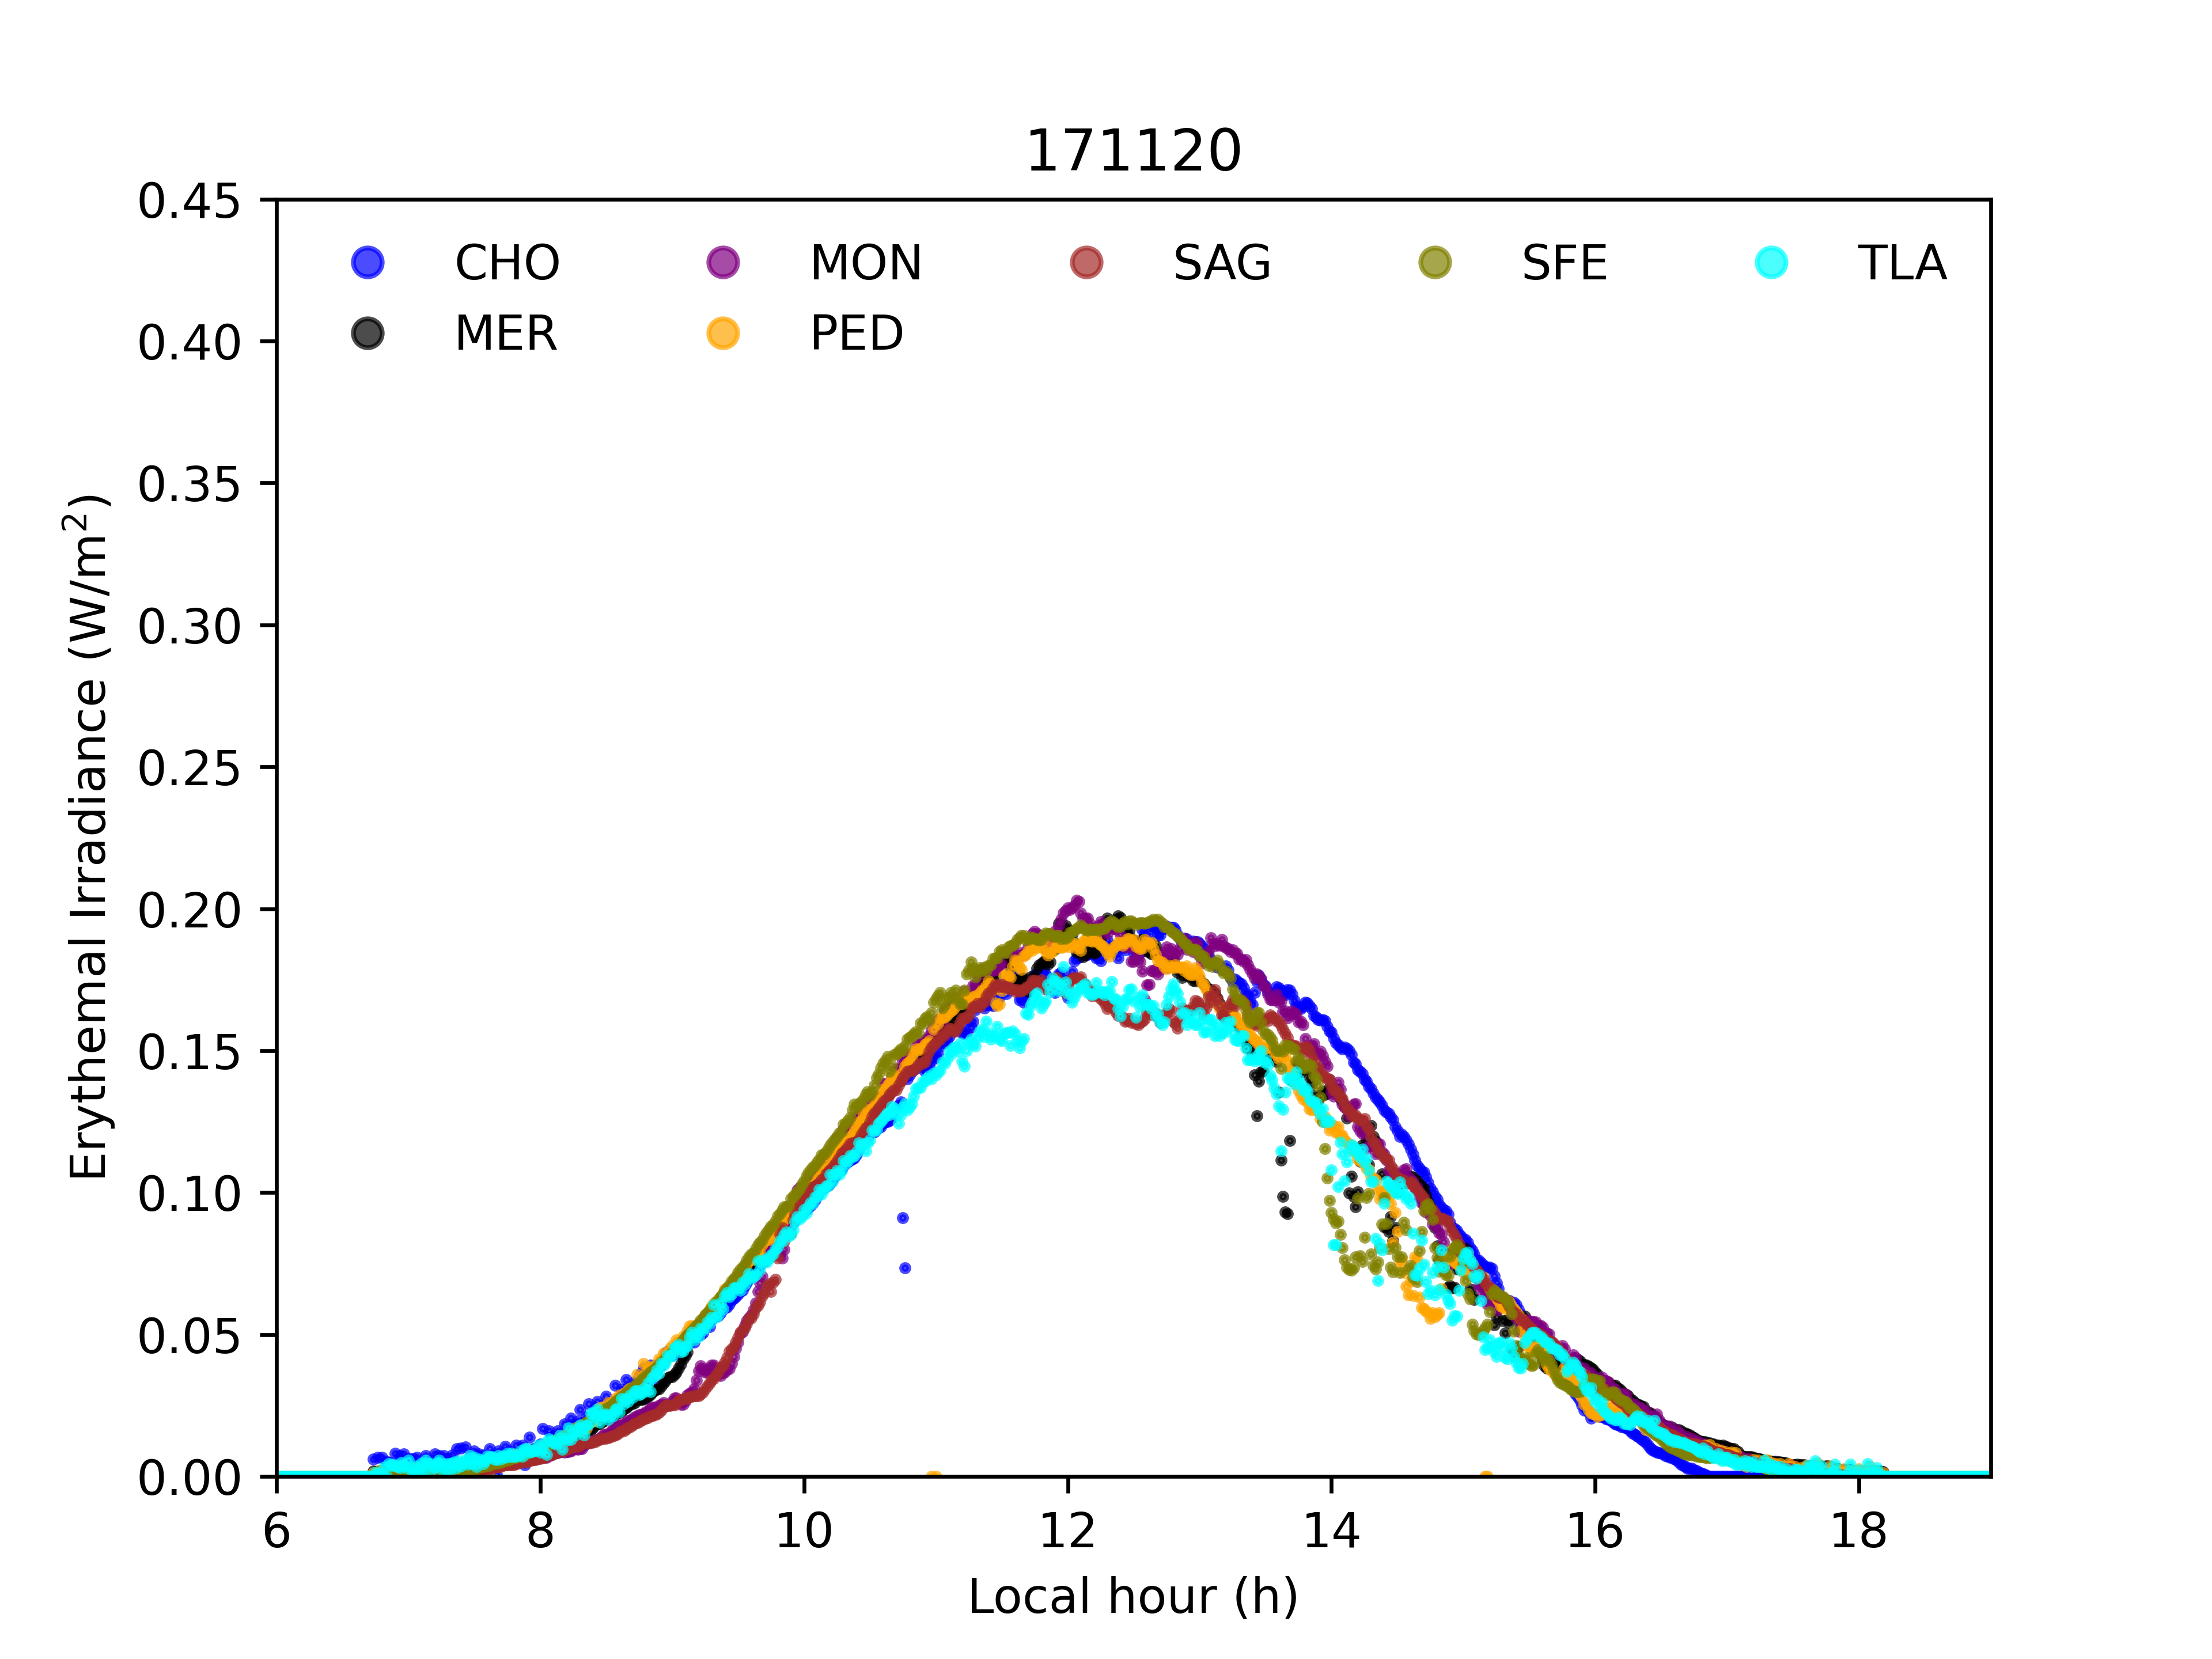 171120
0.45
0.40
0.35
0.30
0.25
0.20
0.15
0.10
0.05
0.00
Erythemal Irradiance (W/m²)
CHO MON SAG SFE TLA
MER PED
6 8 10 12 14 16 18
Local hour (h)